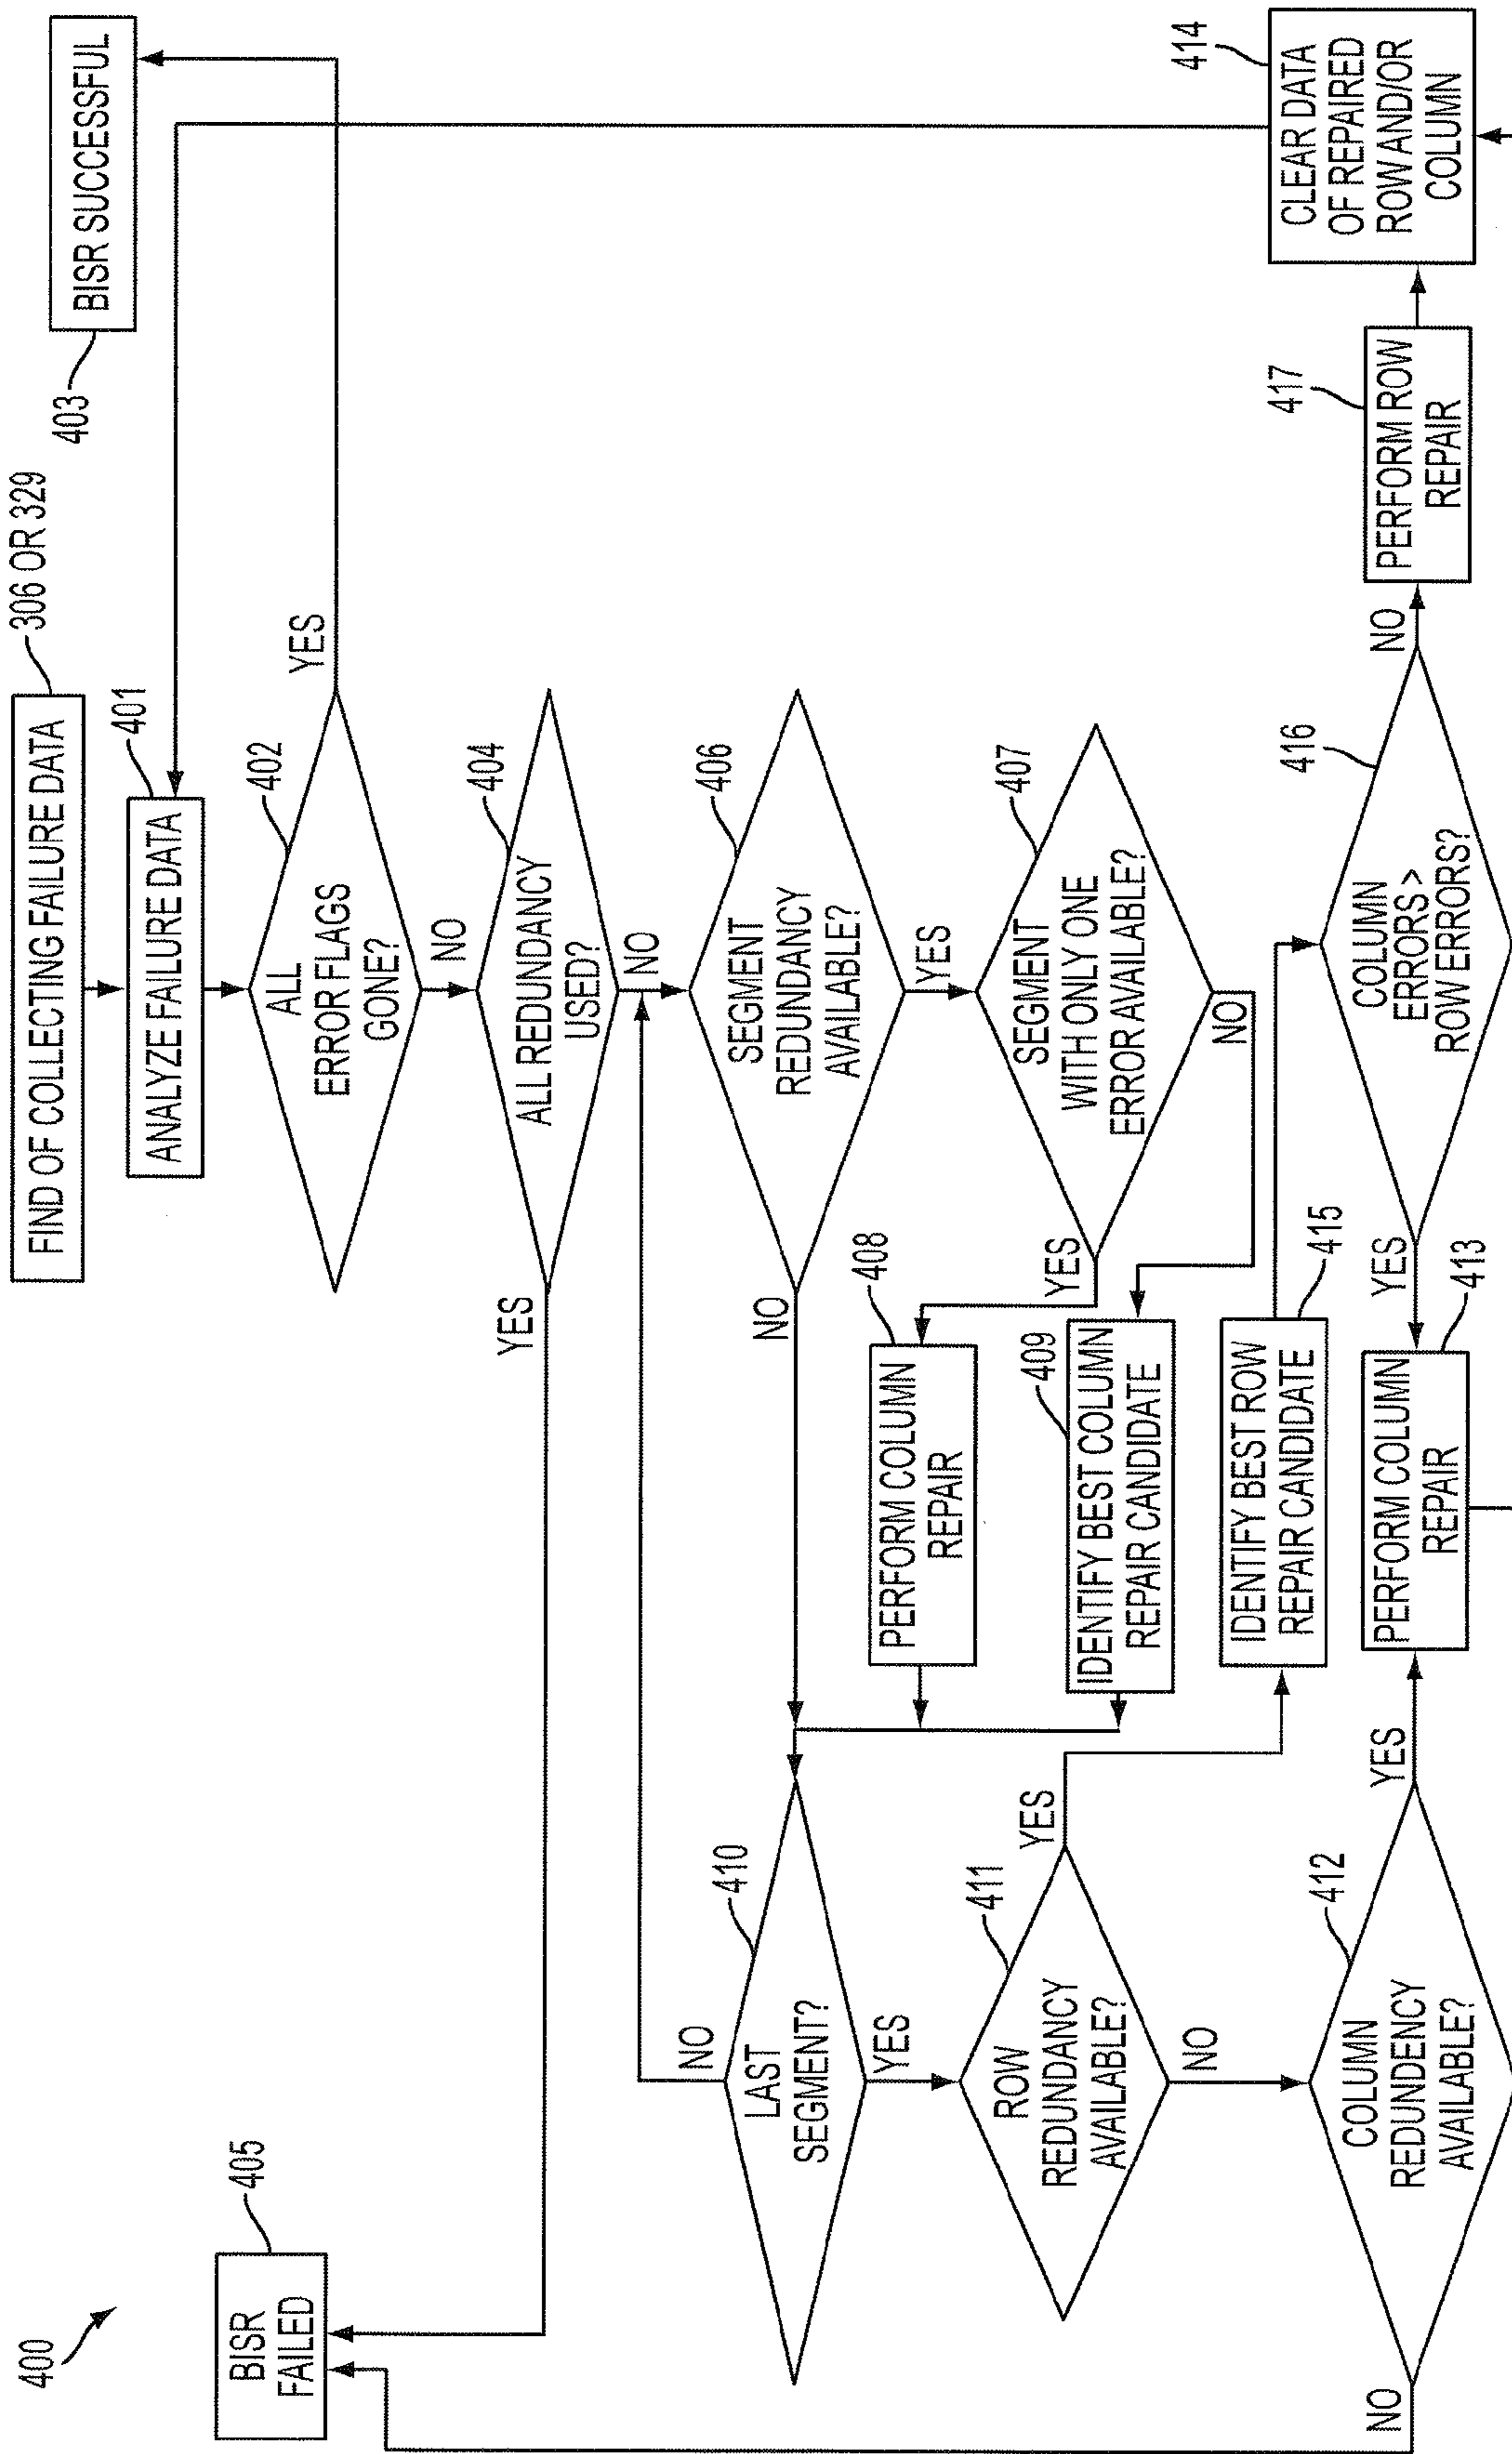 400
FIND OF COLLECTING FAILURE DATA
306 OR 329
ANALYZE FAILURE DATA
401
ALL
ERROR FLAGS
GONE?
402
YES
NO
BISR SUCCESSFUL
403
ALL REDUNDANCY
USED?
404
YES
NO
BISR
FAILED
405
SEGMENT
REDUNDANCY
AVAILABLE?
406
NO
YES
SEGMENT
WITH ONLY ONE
ERROR AVAILABLE?
407
YES
NO
PERFORM COLUMN
REPAIR
408
IDENTIFY BEST COLUMN
REPAIR CANDIDATE
409
LAST
SEGMENT?
410
NO
YES
ROW
REDUNDANCY
AVAILABLE?
411
YES
NO
IDENTIFY BEST ROW
REPAIR CANDIDATE
415
COLUMN
REDUNDENCY
AVAILABLE?
412
NO
YES
PERFORM COLUMN
REPAIR
413
COLUMN
ERRORS >
ROW ERRORS?
416
YES
NO
PERFORM ROW
REPAIR
417
CLEAR DATA
OF REPAIRED
ROW AND/OR
COLUMN
414